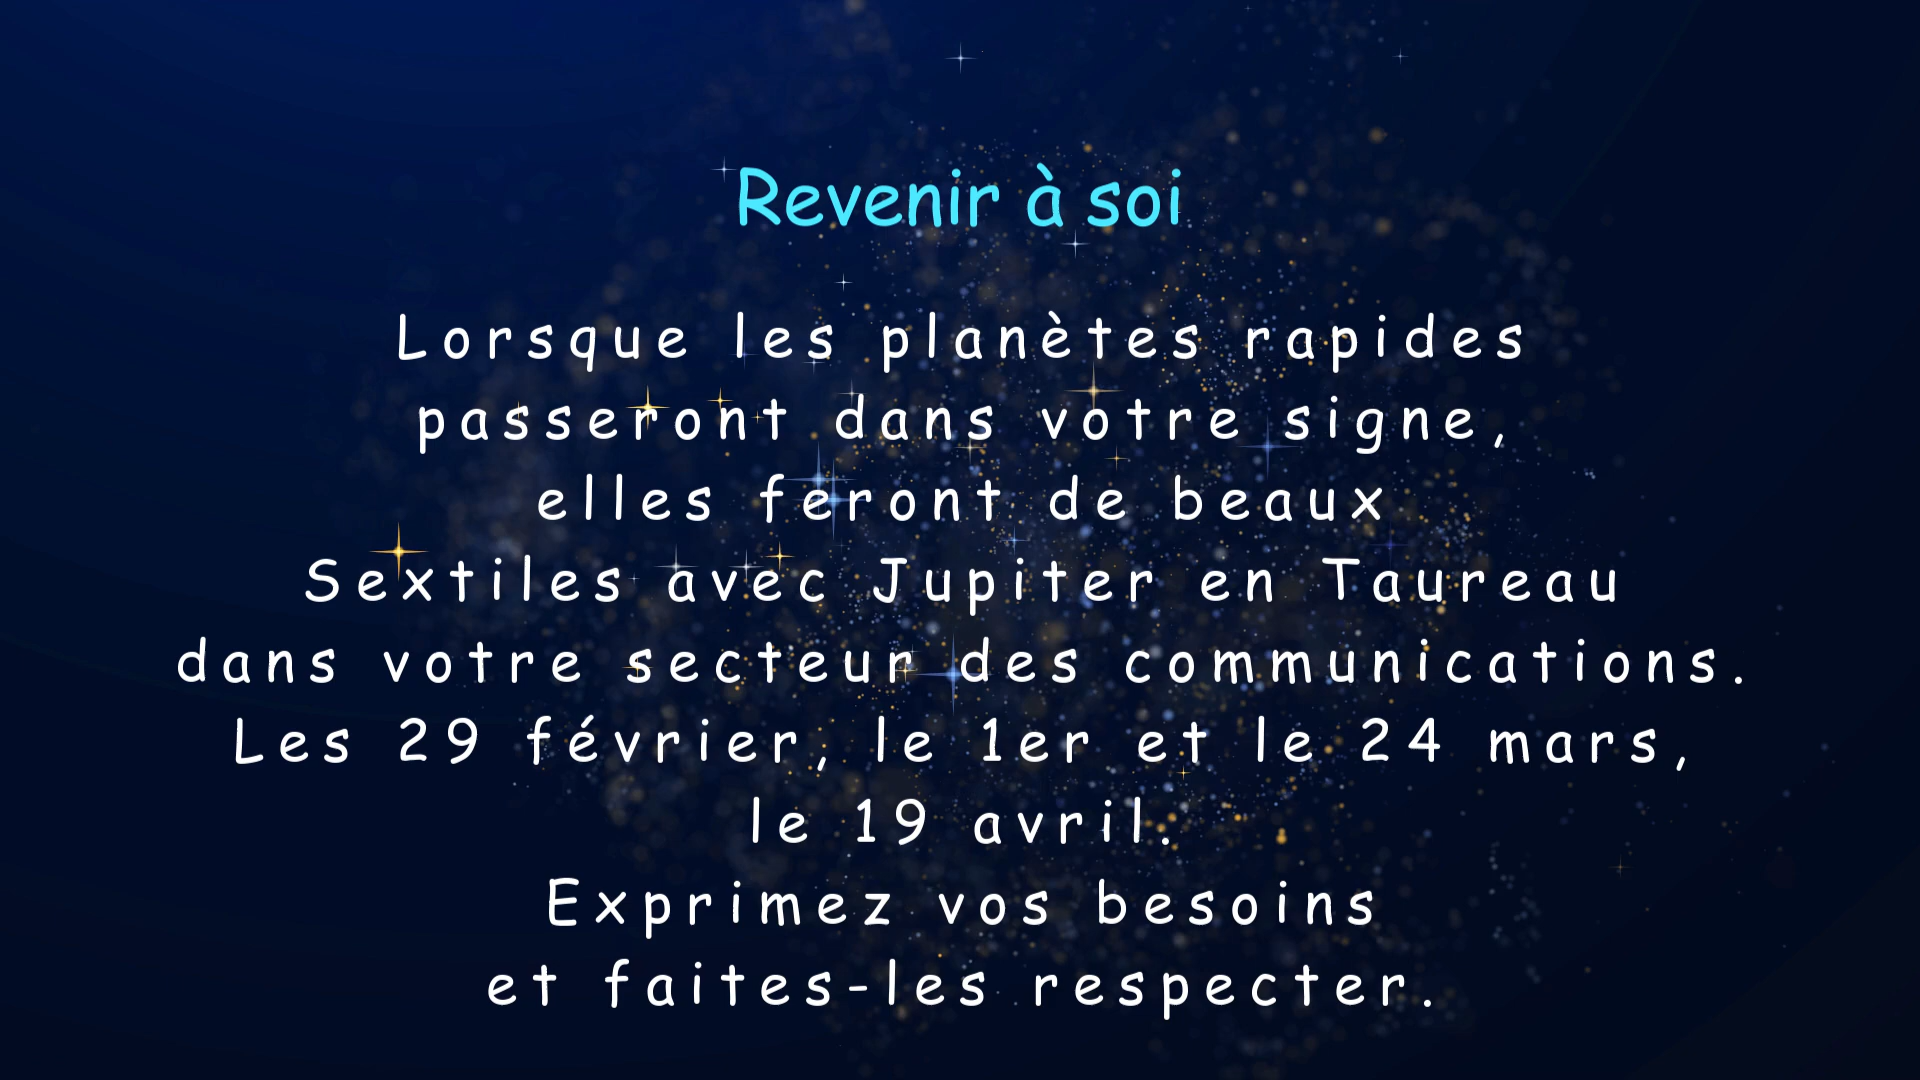 Revenir à soi
Lorsque les planètes rapides
passeront dans votre signe,
elles feront de beaux
Sextiles avec Jupiter en Taureau
dans votre secteur des communications.
Les 29 février, le 1er et le 24 mars,
le 19 avril.
Exprimez vos besoins
et faites-les respecter.